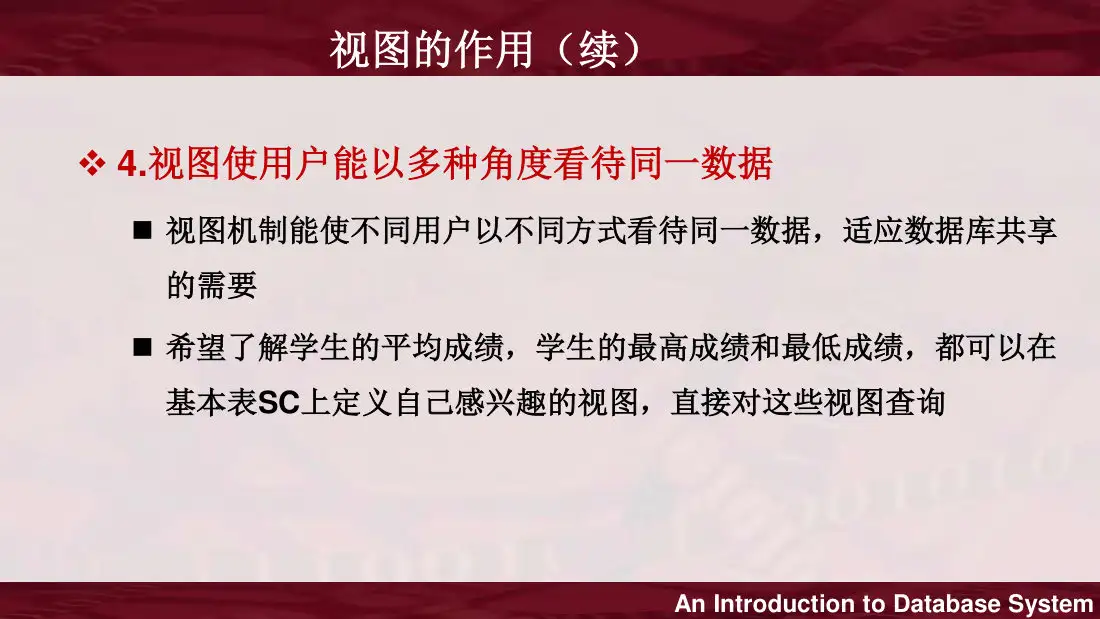 视图的作用（续）
4.视图使用户能以多种角度看待同一数据
视图机制能使不同用户以不同方式看待同一数据，适应数据库共享
的需要
希望了解学生的平均成绩，学生的最高成绩和最低成绩，都可以在
基本表SC上定义自己感兴趣的视图，直接对这些视图查询
An Introduction to Database System